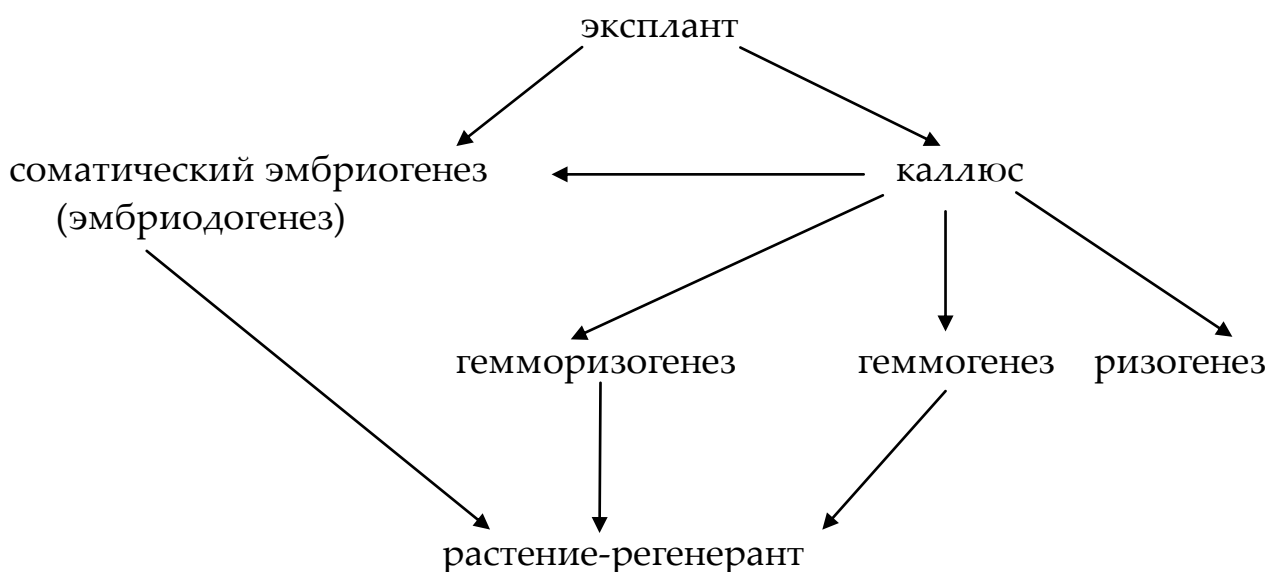 эксплант
соматический эмбриогенез
(эмбриодогенез)
каллюс
гемморизогенез
геммогенез
ризогенез
растение-регенерант